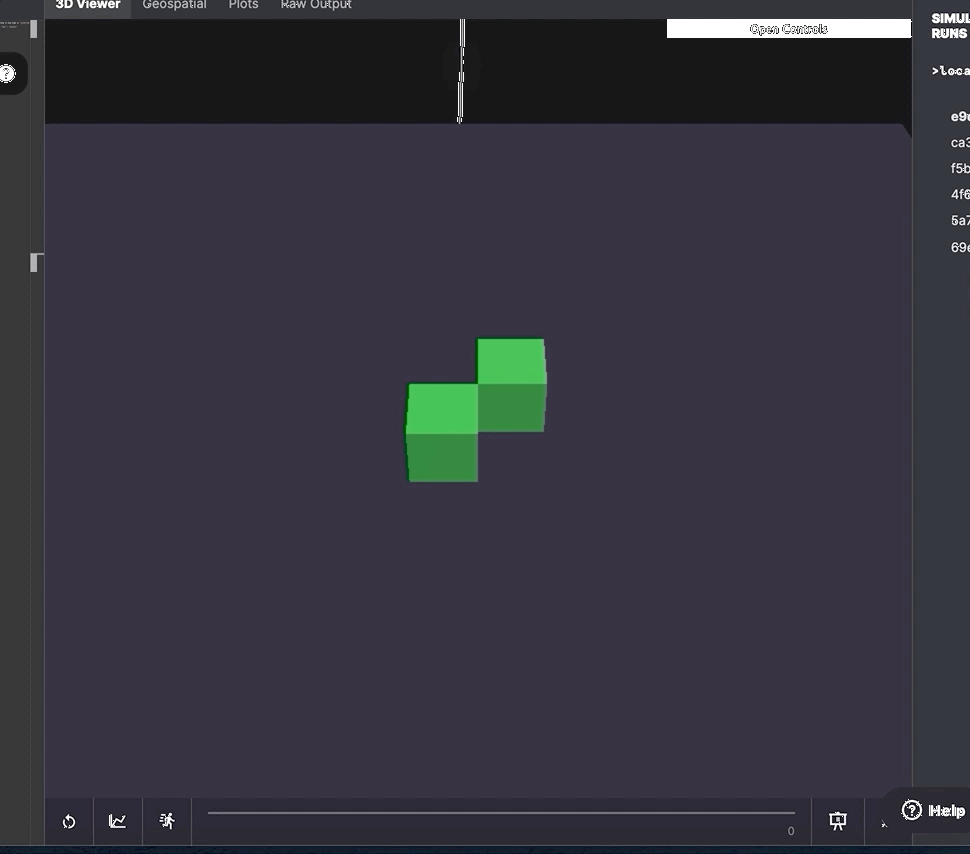 3D Viewer Geospatial Plots Raw Output
Open Controls
SIMUL
RUNS
>loca
e9
ca3
f5b
4f6
5a7
69e
0
Help